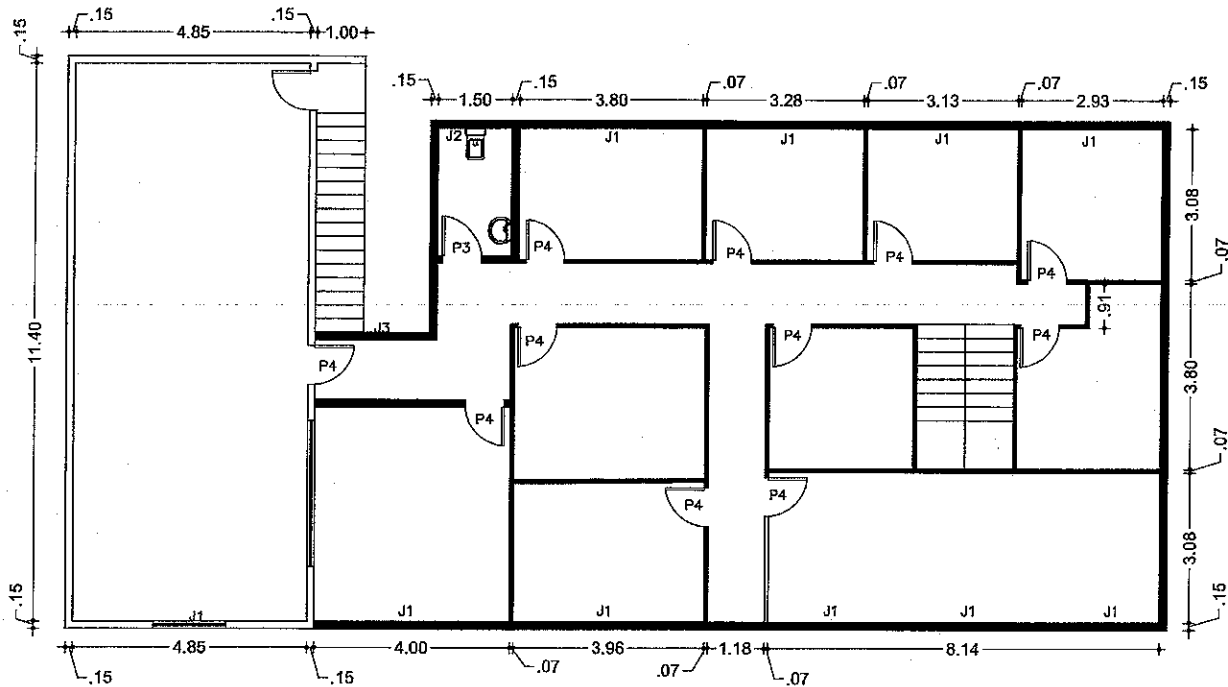 .15 .15 .15
4.85 1.00
.15 .15 .07 .07 .07 .15
1.50 3.80 3.28 3.13 2.93
J2 J1 J1 J1 J1
3.08
P3 P4 P4 P4 P4
.07
.91
J3 P4 P4 P4
11.40
P4
3.80
P4
.07
P4 P4
3.08
.15 J1 J1 J1 J1 J1 J1 .15
4.85 4.00 3.96 1.18 8.14
.15 .15 .07 .07 .07